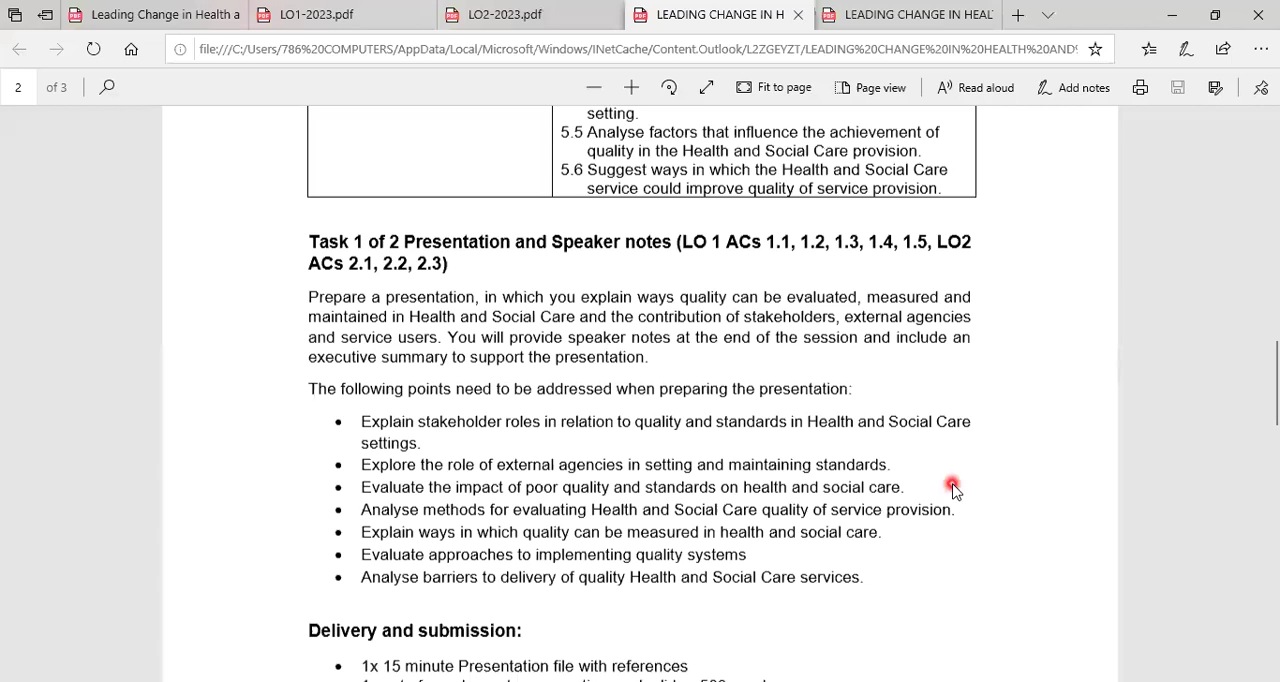 Leading Change in Health a
LO1-2023.pdf
LO2-2023.pdf
LEADING CHANGE IN H
LEADING CHANGE IN HEAL
file:///C:/Users/786%20COMPUTERS/AppData/Local/Microsoft/Windows/INetCache/Content.Outlook/L2ZGEYZT/LEADING%20CHANGE%20IN%20HEALTH%20AND%
2 of 3
Fit to page
Page view
Read aloud
Add notes
setting.
5.5 Analyse factors that influence the achievement of
quality in the Health and Social Care provision.
5.6 Suggest ways in which the Health and Social Care
service could improve quality of service provision.
Task 1 of 2 Presentation and Speaker notes (LO 1 ACs 1.1, 1.2, 1.3, 1.4, 1.5, LO2
ACs 2.1, 2.2, 2.3)
Prepare a presentation, in which you explain ways quality can be evaluated, measured and
maintained in Health and Social Care and the contribution of stakeholders, external agencies
and service users. You will provide speaker notes at the end of the session and include an
executive summary to support the presentation.
The following points need to be addressed when preparing the presentation:
• Explain stakeholder roles in relation to quality and standards in Health and Social Care
settings.
• Explore the role of external agencies in setting and maintaining standards.
• Evaluate the impact of poor quality and standards on health and social care.
• Analyse methods for evaluating Health and Social Care quality of service provision.
• Explain ways in which quality can be measured in health and social care.
• Evaluate approaches to implementing quality systems
• Analyse barriers to delivery of quality Health and Social Care services.
Delivery and submission:
• 1x 15 minute Presentation file with references